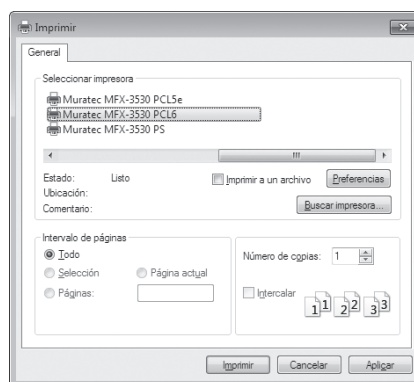 Imprimir
General
Seleccionar impresora
Muratec MFX-3530 PCL5e
Muratec MFX-3530 PCL6
Muratec MFX-3530 PS
Estado: Listo
Imprimir a un archivo
Preferencias
Ubicación:
Comentario:
Buscar impresora...
Intervalo de páginas
Todo
Selección
Página actual
Páginas:
Número de copias: 1
Intercalar
1 1 2 2 3 3
Imprimir
Cancelar
Aplicar